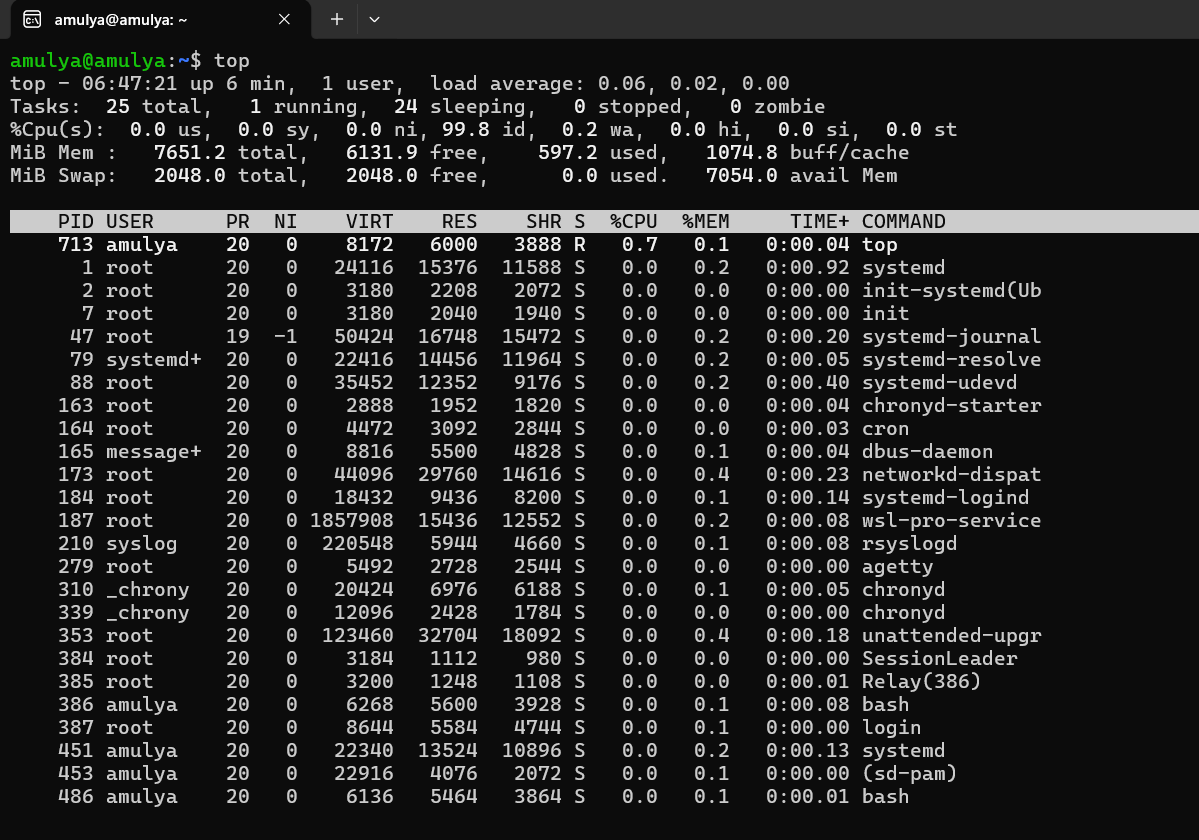 amulya@amulya: ~
amulya@amulya:~$ top
top - 06:47:21 up 6 min,  1 user,  load average: 0.06, 0.02, 0.00
Tasks:  25 total,   1 running,  24 sleeping,   0 stopped,   0 zombie
%Cpu(s):  0.0 us,  0.0 sy,  0.0 ni, 99.8 id,  0.2 wa,  0.0 hi,  0.0 si,  0.0 st
MiB Mem :   7651.2 total,   6131.9 free,    597.2 used,   1074.8 buff/cache
MiB Swap:   2048.0 total,   2048.0 free,      0.0 used.   7054.0 avail Mem
    PID USER      PR  NI    VIRT    RES    SHR S  %CPU  %MEM     TIME+ COMMAND
    713 amulya    20   0    8172   6000   3888 R   0.7   0.1   0:00.04 top
      1 root      20   0   24116  15376  11588 S   0.0   0.2   0:00.92 systemd
      2 root      20   0    3180   2208   2072 S   0.0   0.0   0:00.00 init-systemd(Ub
      7 root      20   0    3180   2040   1940 S   0.0   0.0   0:00.00 init
     47 root      19  -1   50424  16748  15472 S   0.0   0.2   0:00.20 systemd-journal
     79 systemd+  20   0   22416  14456  11964 S   0.0   0.2   0:00.05 systemd-resolve
     88 root      20   0   35452  12352   9176 S   0.0   0.2   0:00.40 systemd-udevd
    163 root      20   0    2888   1952   1820 S   0.0   0.0   0:00.04 chronyd-starter
    164 root      20   0    4472   3092   2844 S   0.0   0.0   0:00.03 cron
    165 message+  20   0    8816   5500   4828 S   0.0   0.1   0:00.04 dbus-daemon
    173 root      20   0   44096  29760  14616 S   0.0   0.4   0:00.23 networkd-dispat
    184 root      20   0   18432   9436   8200 S   0.0   0.1   0:00.14 systemd-logind
    187 root      20   0 1857908  15436  12552 S   0.0   0.2   0:00.08 wsl-pro-service
    210 syslog    20   0  220548   5944   4660 S   0.0   0.1   0:00.08 rsyslogd
    279 root      20   0    5492   2728   2544 S   0.0   0.0   0:00.00 agetty
    310 _chrony   20   0   20424   6976   6188 S   0.0   0.1   0:00.05 chronyd
    339 _chrony   20   0   12096   2428   1784 S   0.0   0.0   0:00.00 chronyd
    353 root      20   0  123460  32704  18092 S   0.0   0.4   0:00.18 unattended-upgr
    384 root      20   0    3184   1112    980 S   0.0   0.0   0:00.00 SessionLeader
    385 root      20   0    3200   1248   1108 S   0.0   0.0   0:00.01 Relay(386)
    386 amulya    20   0    6268   5600   3928 S   0.0   0.1   0:00.08 bash
    387 root      20   0    8644   5584   4744 S   0.0   0.1   0:00.00 login
    451 amulya    20   0   22340  13524  10896 S   0.0   0.2   0:00.13 systemd
    453 amulya    20   0   22916   4076   2072 S   0.0   0.1   0:00.00 (sd-pam)
    486 amulya    20   0    6136   5464   3864 S   0.0   0.1   0:00.01 bash